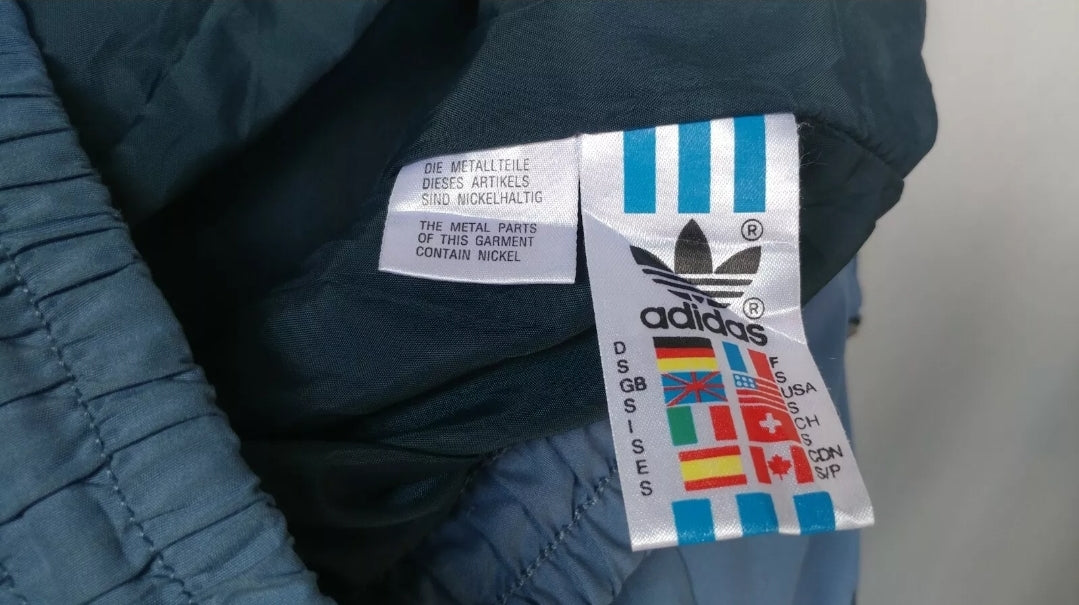 DIE METALLTEILE
DIESES ARTIKELS
SIND NICKELHALTIG
THE METAL PARTS
OF THIS GARMENT
CONTAIN NICKEL
®
®
adidas
D F
S S
GB USA
S S
I CH
S S
E CDN
S S/P